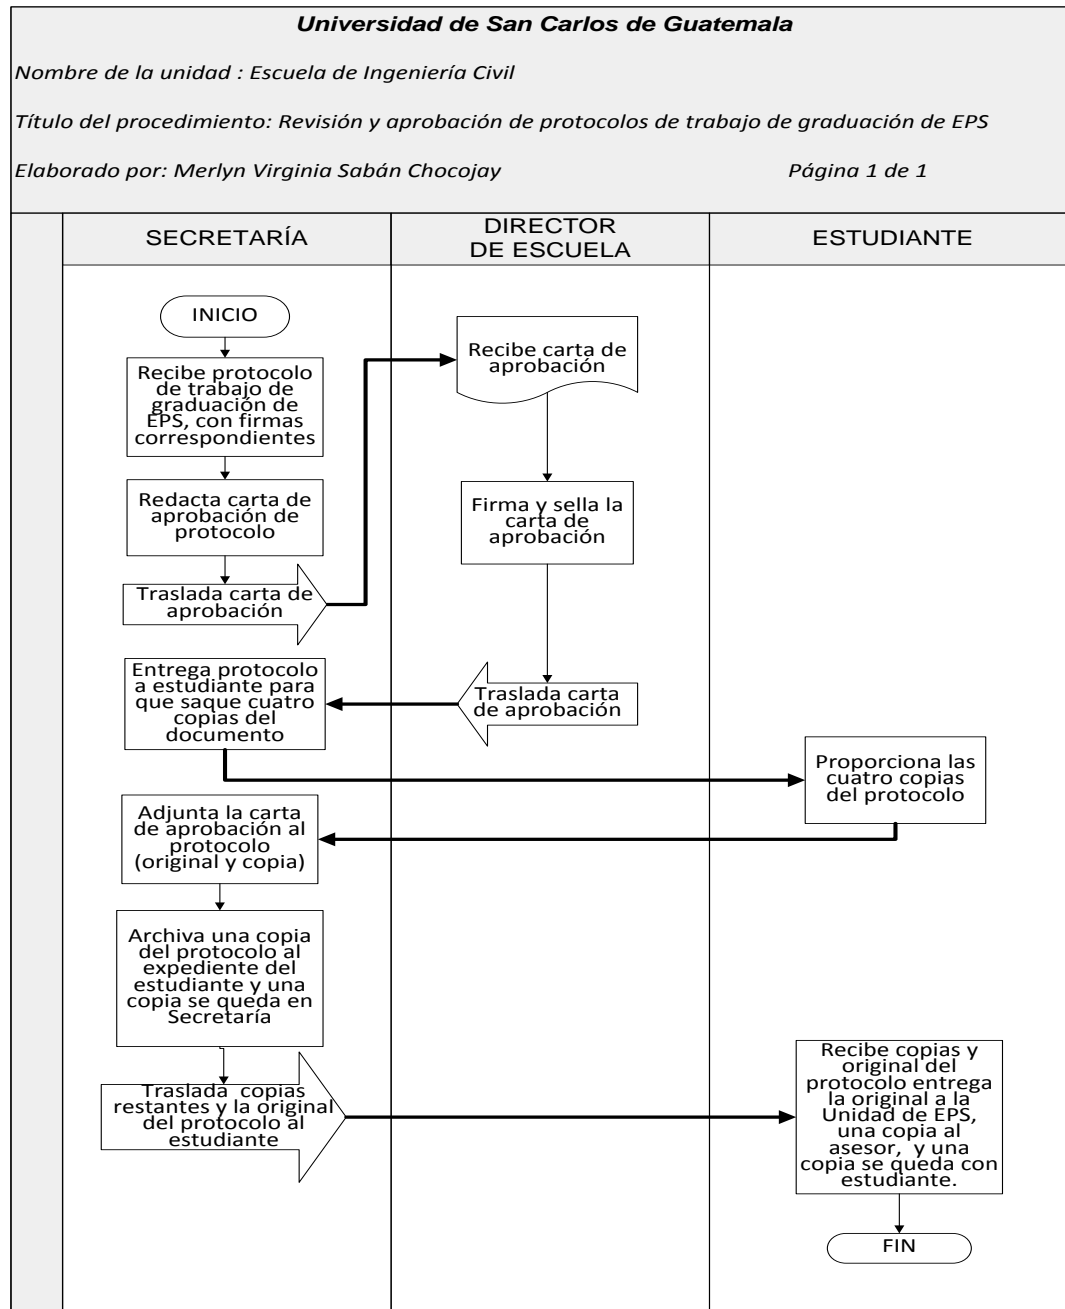 Universidad de San Carlos de Guatemala
Nombre de la unidad : Escuela de Ingeniería Civil
Título del procedimiento: Revisión y aprobación de protocolos de trabajo de graduación de EPS
Elaborado por: Merlyn Virginia Sabán Chocojay Página 1 de 1
SECRETARÍA
DIRECTOR
DE ESCUELA
ESTUDIANTE
INICIO
Recibe protocolo
de trabajo de
graduación de
EPS, con firmas
correspondientes
Redacta carta de
aprobación de
protocolo
Traslada carta de
aprobación
Recibe carta de
aprobación
Firma y sella la
carta de
aprobación
Traslada carta
de aprobación
Entrega protocolo
a estudiante para
que saque cuatro
copias del
documento
Proporciona las
cuatro copias
del protocolo
Adjunta la carta
de aprobación al
protocolo
(original y copia)
Archiva una copia
del protocolo al
expediente del
estudiante y una
copia se queda en
Secretaría
Traslada copias
restantes y la original
del protocolo al
estudiante
Recibe copias y
original del
protocolo entrega
la original a la
Unidad de EPS,
una copia al
asesor, y una
copia se queda con
estudiante.
FIN